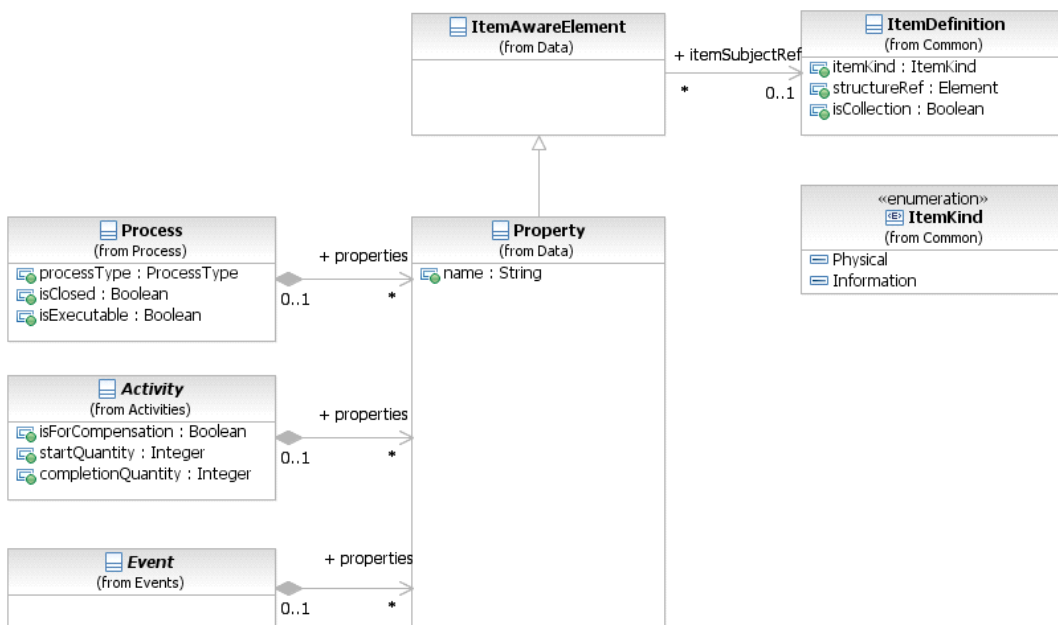 ItemAwareElement
(from Data)
+ itemSubjectRef
*
0..1
ItemDefinition
(from Common)
itemKind : ItemKind
structureRef : Element
isCollection : Boolean
«enumeration»
ItemKind
(from Common)
Physical
Information
Process
(from Process)
processType : ProcessType
isClosed : Boolean
isExecutable : Boolean
+ properties
0..1
*
Property
(from Data)
name : String
Activity
(from Activities)
isForCompensation : Boolean
startQuantity : Integer
completionQuantity : Integer
+ properties
0..1
*
Event
(from Events)
+ properties
0..1
*